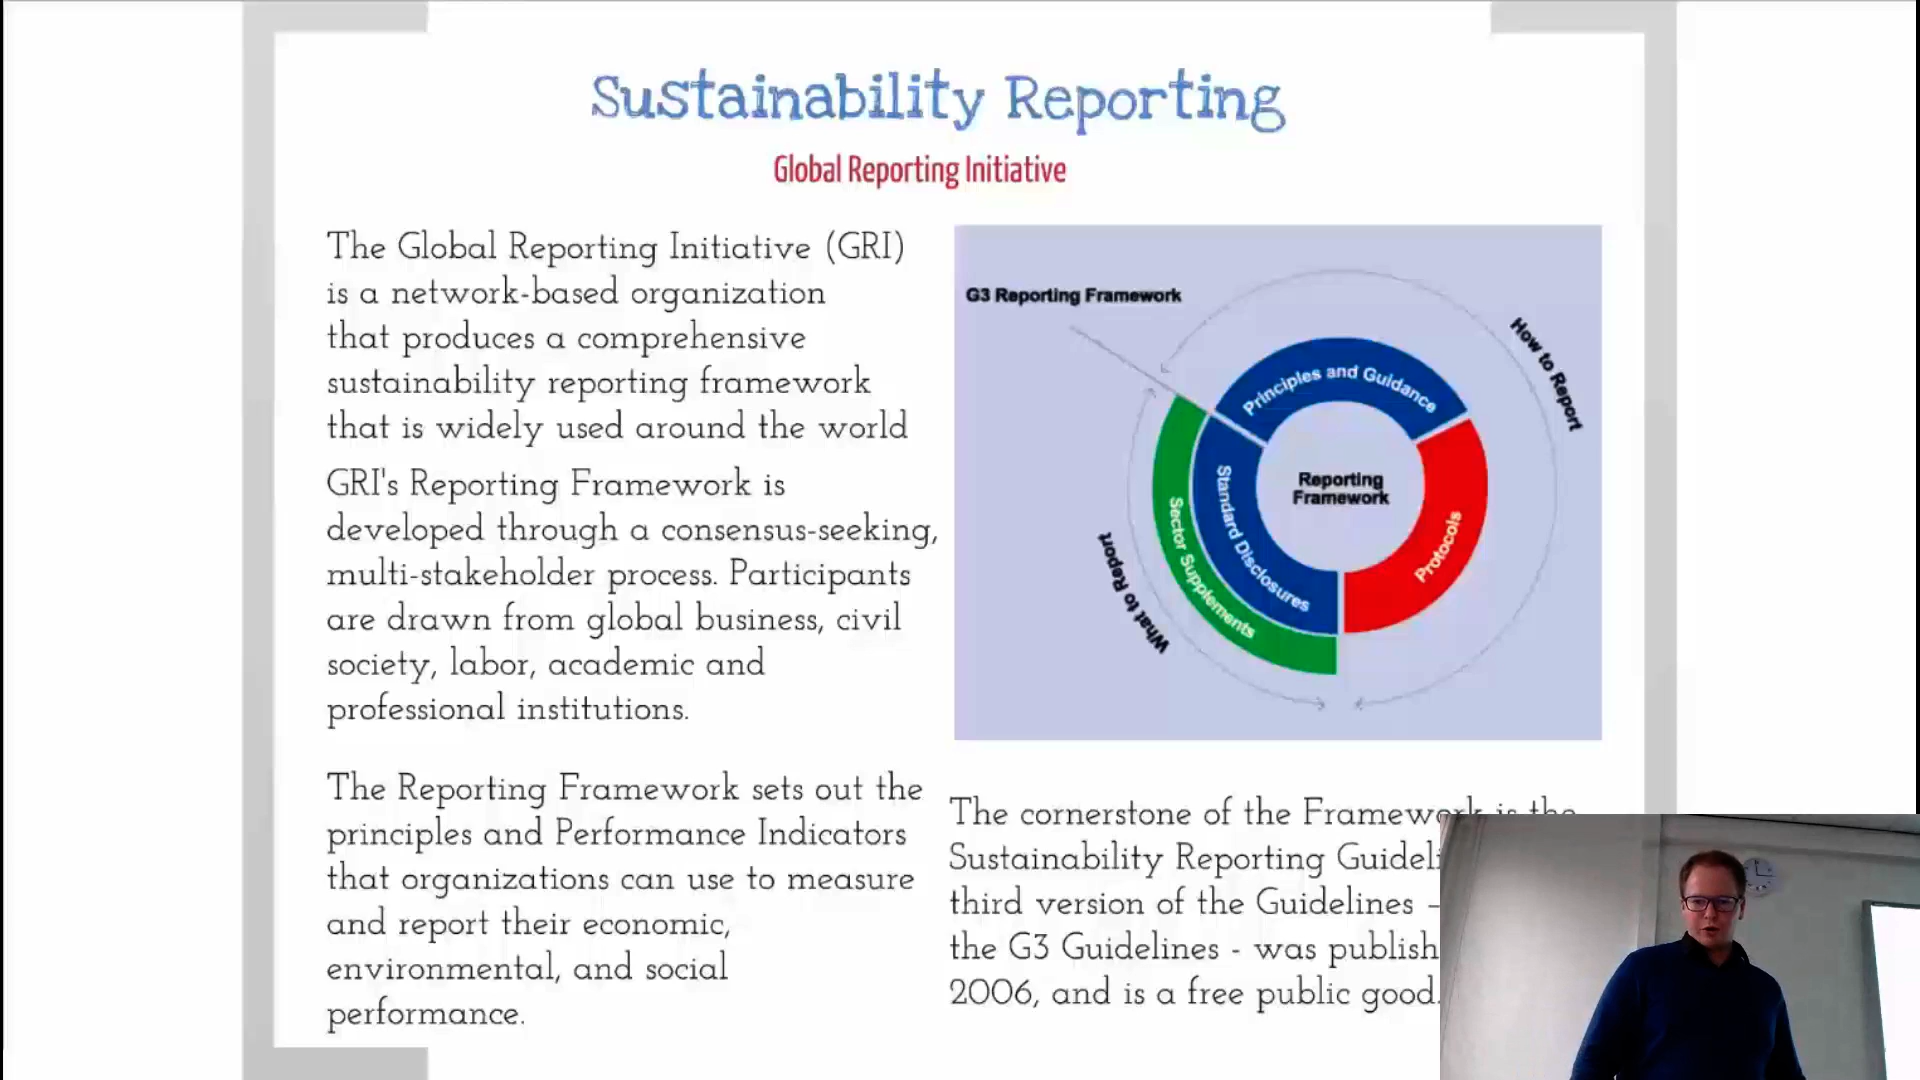 Sustainability Reporting
Global Reporting Initiative
The Global Reporting Initiative (GRI)
is a network-based organization
that produces a comprehensive
sustainability reporting framework
that is widely used around the world
GRI's Reporting Framework is
developed through a consensus-seeking,
multi-stakeholder process. Participants
are drawn from global business, civil
society, labor, academic and
professional institutions.
The Reporting Framework sets out the
principles and Performance Indicators
that organizations can use to measure
and report their economic,
environmental, and social
performance.
G3 Reporting Framework
How to Report
Principles and Guidance
Reporting
Framework
Standard Disclosures
Sector Supplements
Protocols
What to Report
The cornerstone of the Framework is the
Sustainability Reporting
third version of the Guidelines -
the G3 Guidelines - was
2006, and is a free public good.